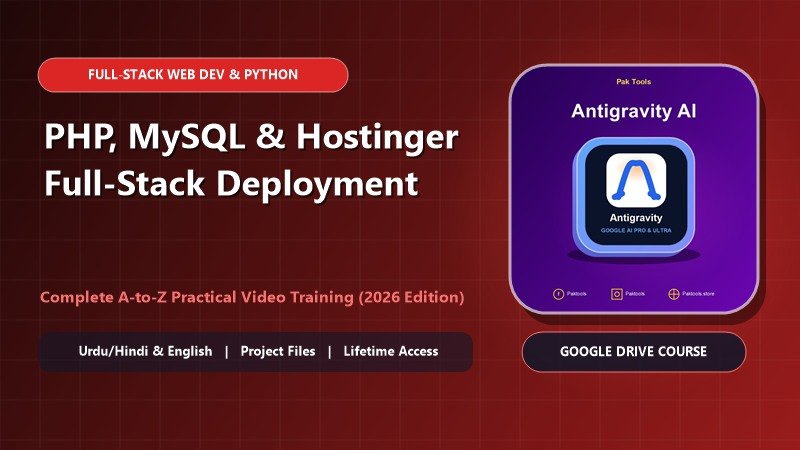 FULL-STACK WEB DEV & PYTHON
PHP, MySQL & Hostinger
Full-Stack Deployment
Complete A-to-Z Practical Video Training (2026 Edition)
Urdu/Hindi & English | Project Files | Lifetime Access
Pak Tools
Antigravity AI
Antigravity
GOOGLE AI PRO & ULTRA
Paktools Paktools Paktools.store
GOOGLE DRIVE COURSE